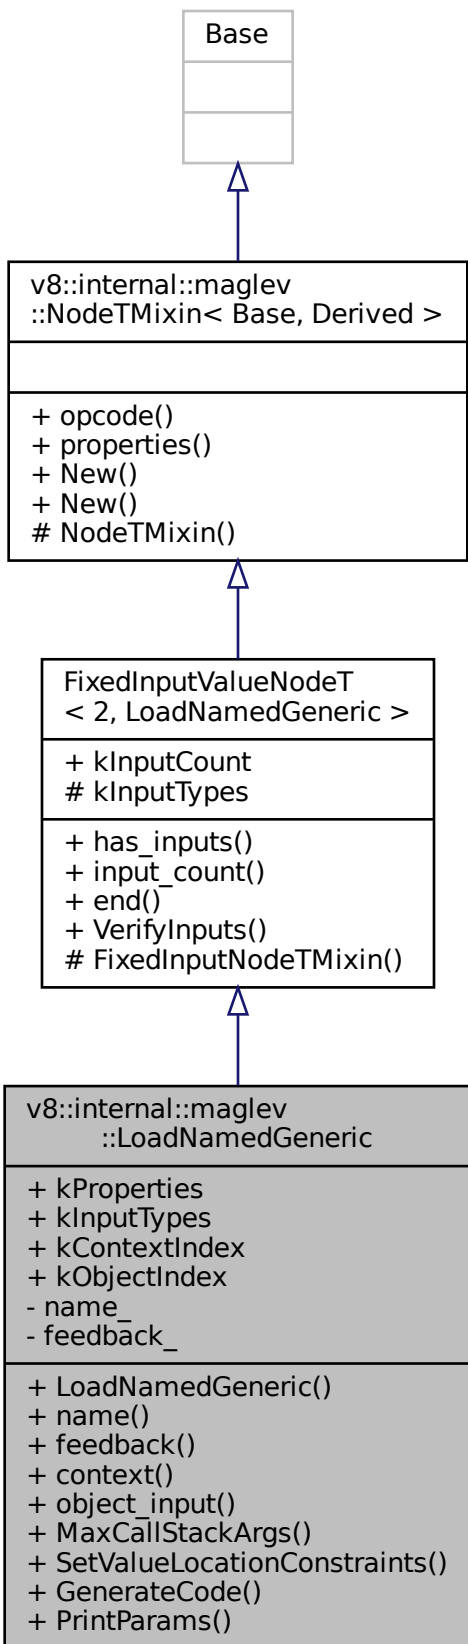 Base
v8::internal::maglev
::NodeTMixin< Base, Derived >
+ opcode()
+ properties()
+ New()
+ New()
# NodeTMixin()
FixedInputValueNodeT
< 2, LoadNamedGeneric >
+ kInputCount
# kInputTypes
+ has_inputs()
+ input_count()
+ end()
+ VerifyInputs()
# FixedInputNodeTMixin()
v8::internal::maglev
::LoadNamedGeneric
+ kProperties
+ kInputTypes
+ kContextIndex
+ kObjectIndex
- name_
- feedback_
+ LoadNamedGeneric()
+ name()
+ feedback()
+ context()
+ object_input()
+ MaxCallStackArgs()
+ SetValueLocationConstraints()
+ GenerateCode()
+ PrintParams()